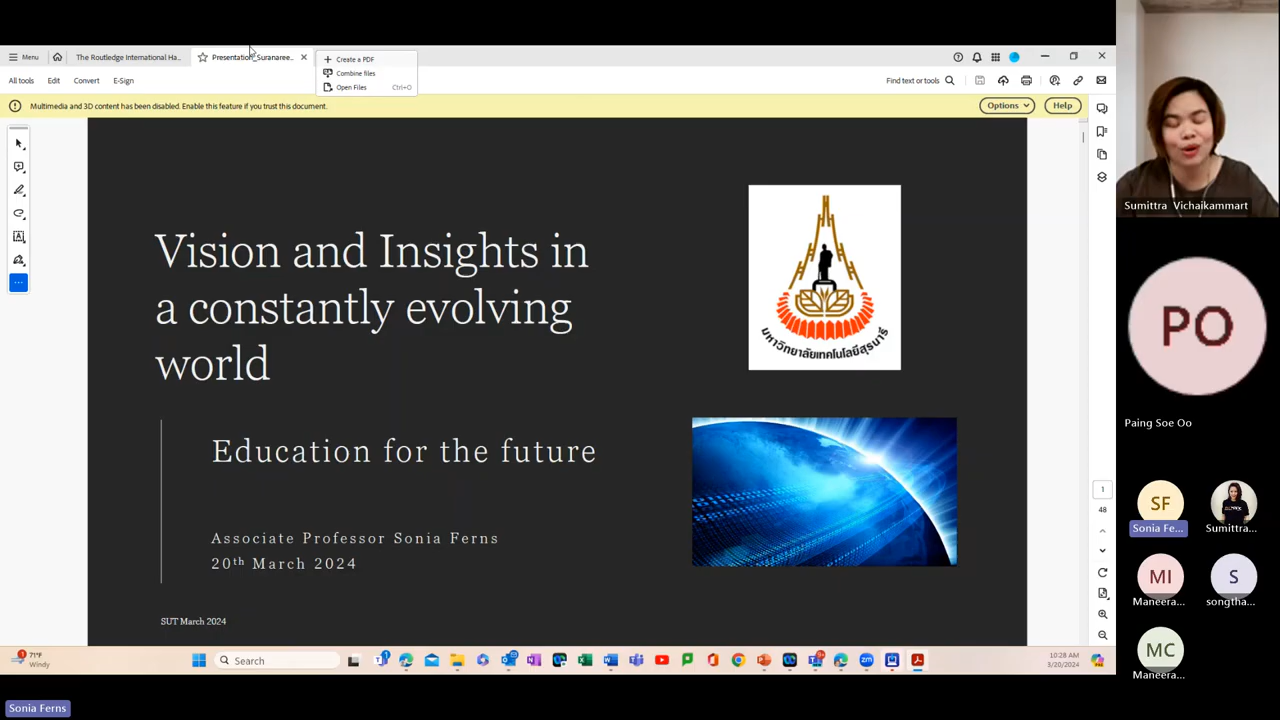 Menu
The Routledge International Ha...
Presentation_Suranaree...
Create a PDF
Combine files
Open Files Ctrl+O
All tools Edit Convert E-Sign
Find text or tools
Multimedia and 3D content has been disabled. Enable this feature if you trust this document.
Options
Help
Vision and Insights in
a constantly evolving
world
มหาวิทยาลัยเทคโนโลยีสุรนารี
Education for the future
Associate Professor Sonia Ferns
20th March 2024
SUT March 2024
1
48
71°F
Windy
Search
10:28 AM
3/20/2024
Sonia Ferns
Sumittra Vichaikammart
PO
Paing Soe Oo
SF
Sonia Fe...
Sumittra...
MI
Maneera...
S
songtha...
MC
Maneera...